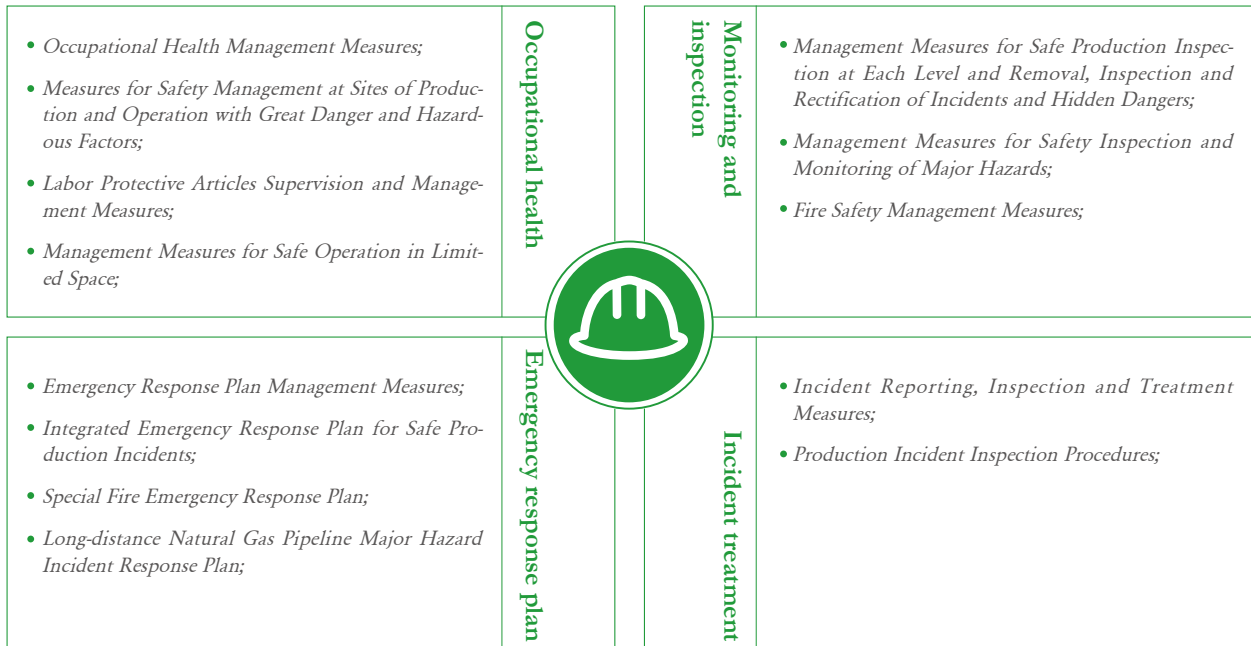 • Occupational Health Management Measures;
• Measures for Safety Management at Sites of Produc-
tion and Operation with Great Danger and Hazard-
ous Factors;
• Labor Protective Articles Supervision and Manage-
ment Measures;
• Management Measures for Safe Operation in Limit-
ed Space;
Occupational health
Monitoring and
inspection
• Management Measures for Safe Production Inspec-
tion at Each Level and Removal, Inspection and
Rectification of Incidents and Hidden Dangers;
• Management Measures for Safety Inspection and
Monitoring of Major Hazards;
• Fire Safety Management Measures;
• Emergency Response Plan Management Measures;
• Integrated Emergency Response Plan for Safe Pro-
duction Incidents;
• Special Fire Emergency Response Plan;
• Long-distance Natural Gas Pipeline Major Hazard
Incident Response Plan;
Emergency response plan
Incident treatment
• Incident Reporting, Inspection and Treatment
Measures;
• Production Incident Inspection Procedures;